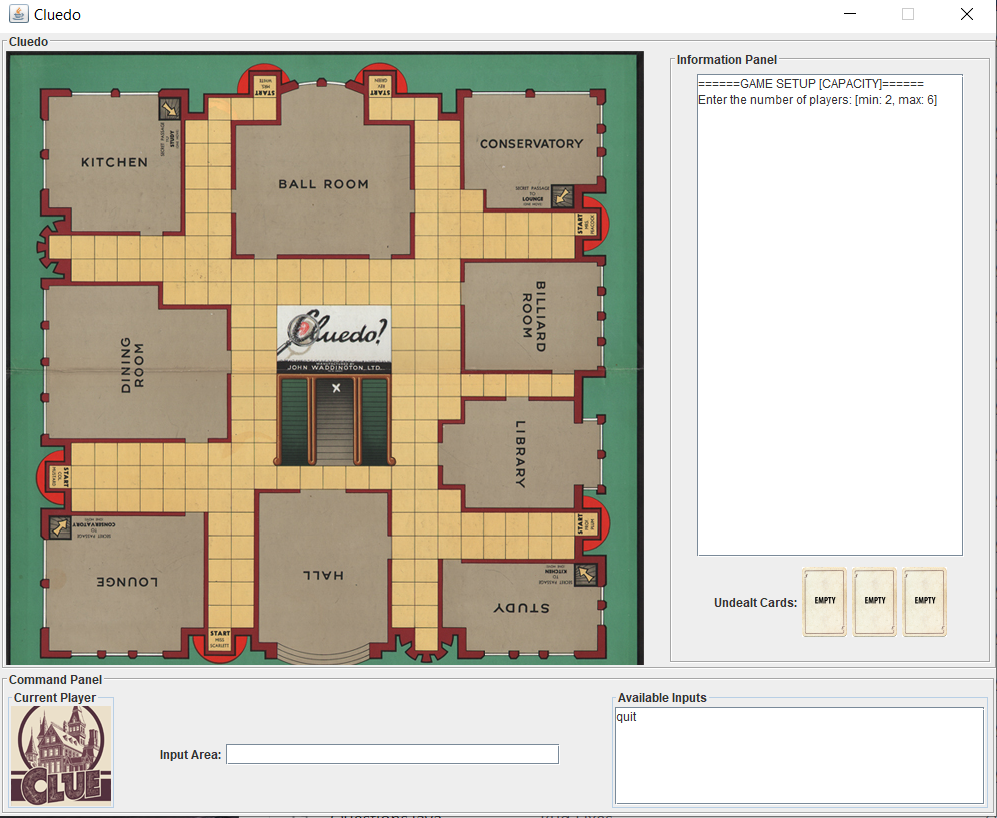 Cluedo
Cluedo
START
MRS.
WHITE
START
REV.
GREEN
KITCHEN
SECRET PASSAGE
TO
STUDY
BALL ROOM
CONSERVATORY
SECRET PASSAGE
TO
LOUNGE
START
MRS.
PEACOCK
BILLIARD
ROOM
Cluedo?
JOHN WADDINGTON LTD.
X
DINING
ROOM
LIBRARY
START
COL.
MUSTARD
CONSERVATORY
TO
SECRET PASSAGE
LOUNGE
HALL
START
PROF.
PLUM
KITCHEN
TO
SECRET PASSAGE
STUDY
START
MISS
SCARLETT
Information Panel
======GAME SETUP [CAPACITY]======
Enter the number of players: [min: 2, max: 6]
Undealt Cards:
EMPTY
EMPTY
EMPTY
Command Panel
Current Player
CLUE
Input Area:
Available Inputs
quit